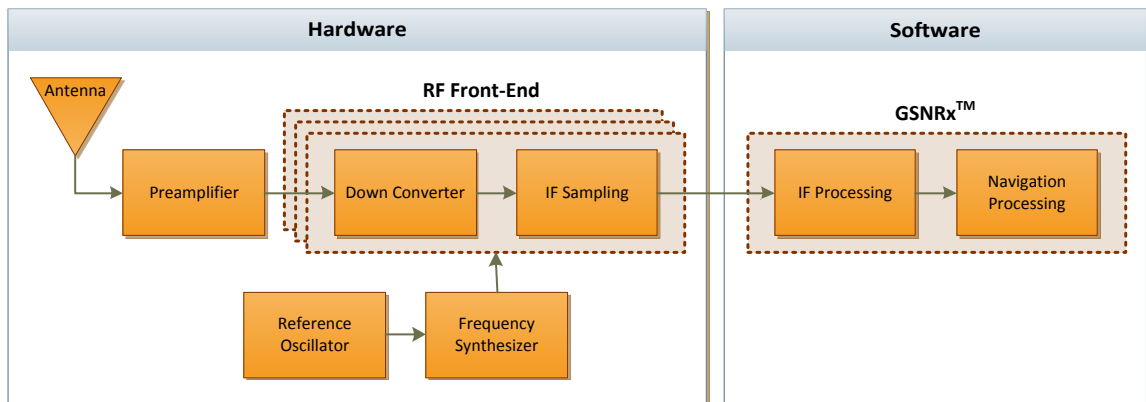 Hardware
Software
Antenna
RF Front-End
GSNRx™
Preamplifier
Down Converter
IF Sampling
IF Processing
Navigation
Processing
Reference
Oscillator
Frequency
Synthesizer